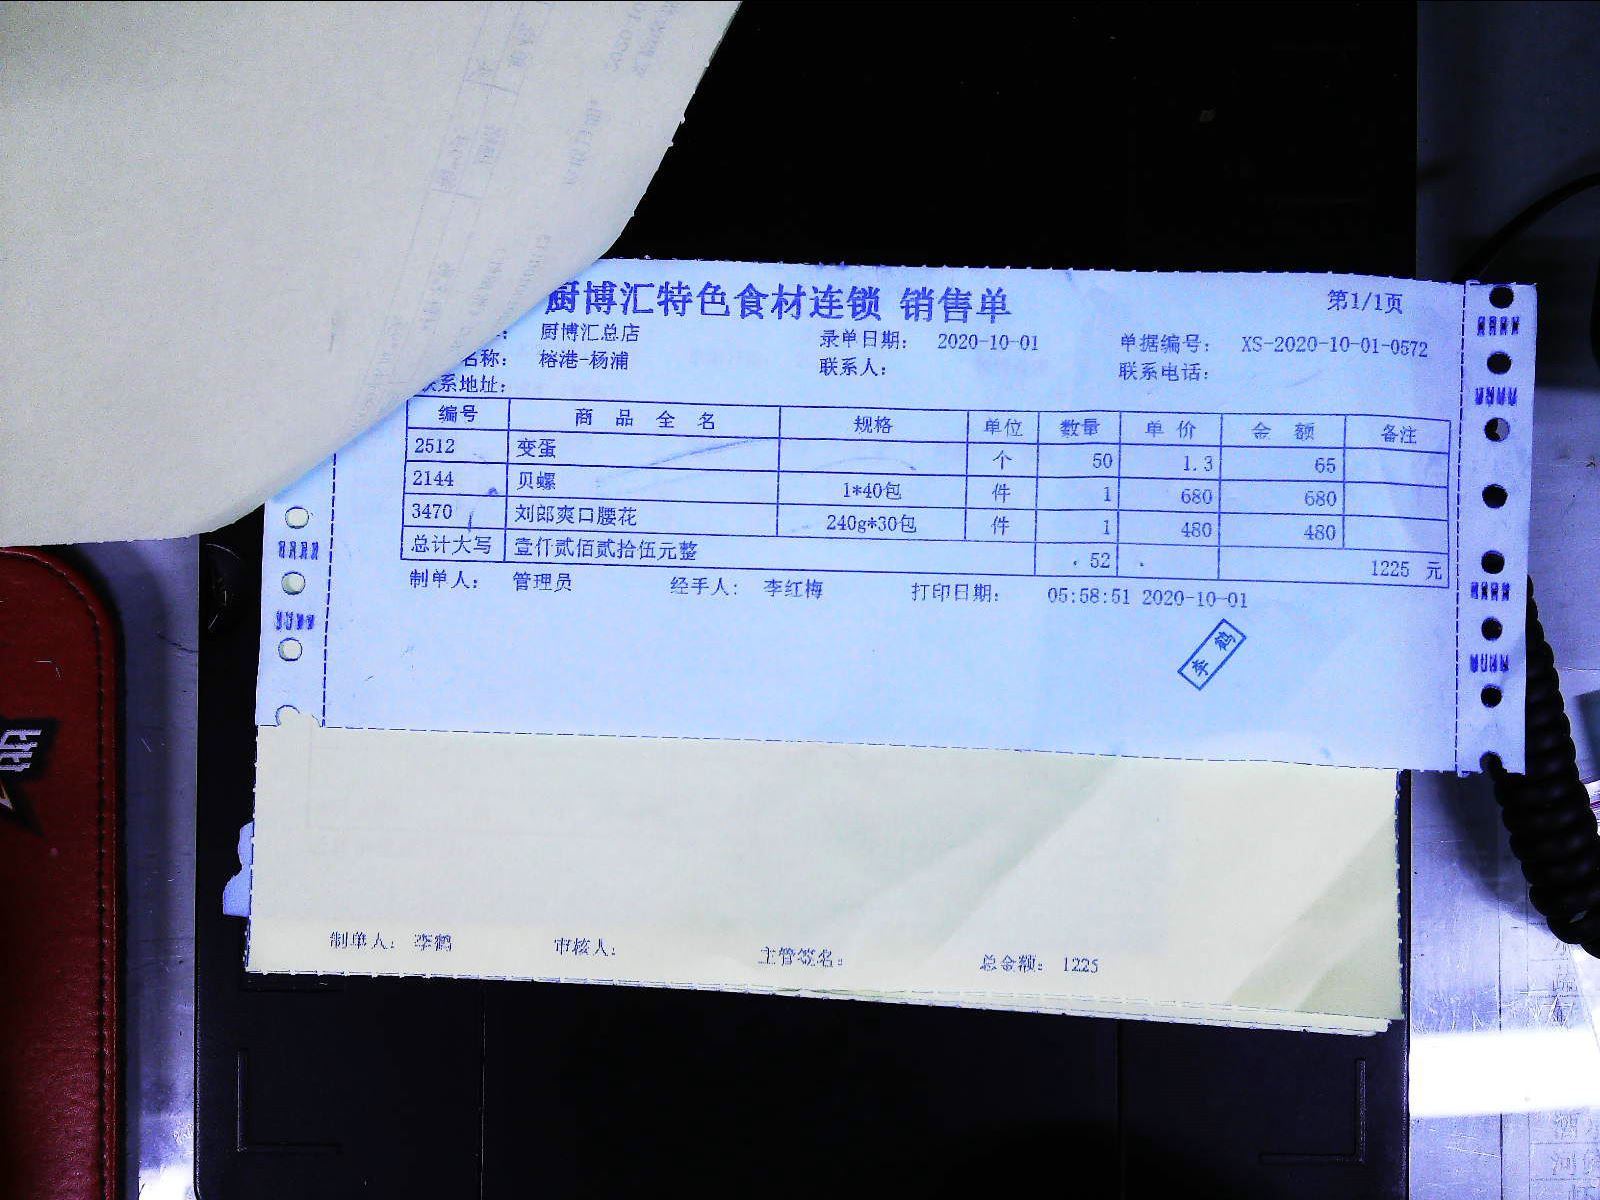 厨博汇特色食材连锁 销售单 第1/1页
： 厨博汇总店 录单日期： 2020-10-01 单据编号： XS-2020-10-01-0572
名称： 榕港-杨浦 联系人： 联系电话：
联系地址：
编号 商品全名 规格 单位 数量 单价 金额 备注
2512 变蛋 个 50 1.3 65
2144 贝螺 1*40包 件 1 680 680
3470 刘郎爽口腰花 240g*30包 件 1 480 480
总计大写 壹仟贰佰贰拾伍元整 52 1225 元
制单人： 管理员 经手人： 李红梅 打印日期： 05:58:51 2020-10-01
李鹤
制单人： 李鹤 审核人： 主管签名： 总金额： 1225